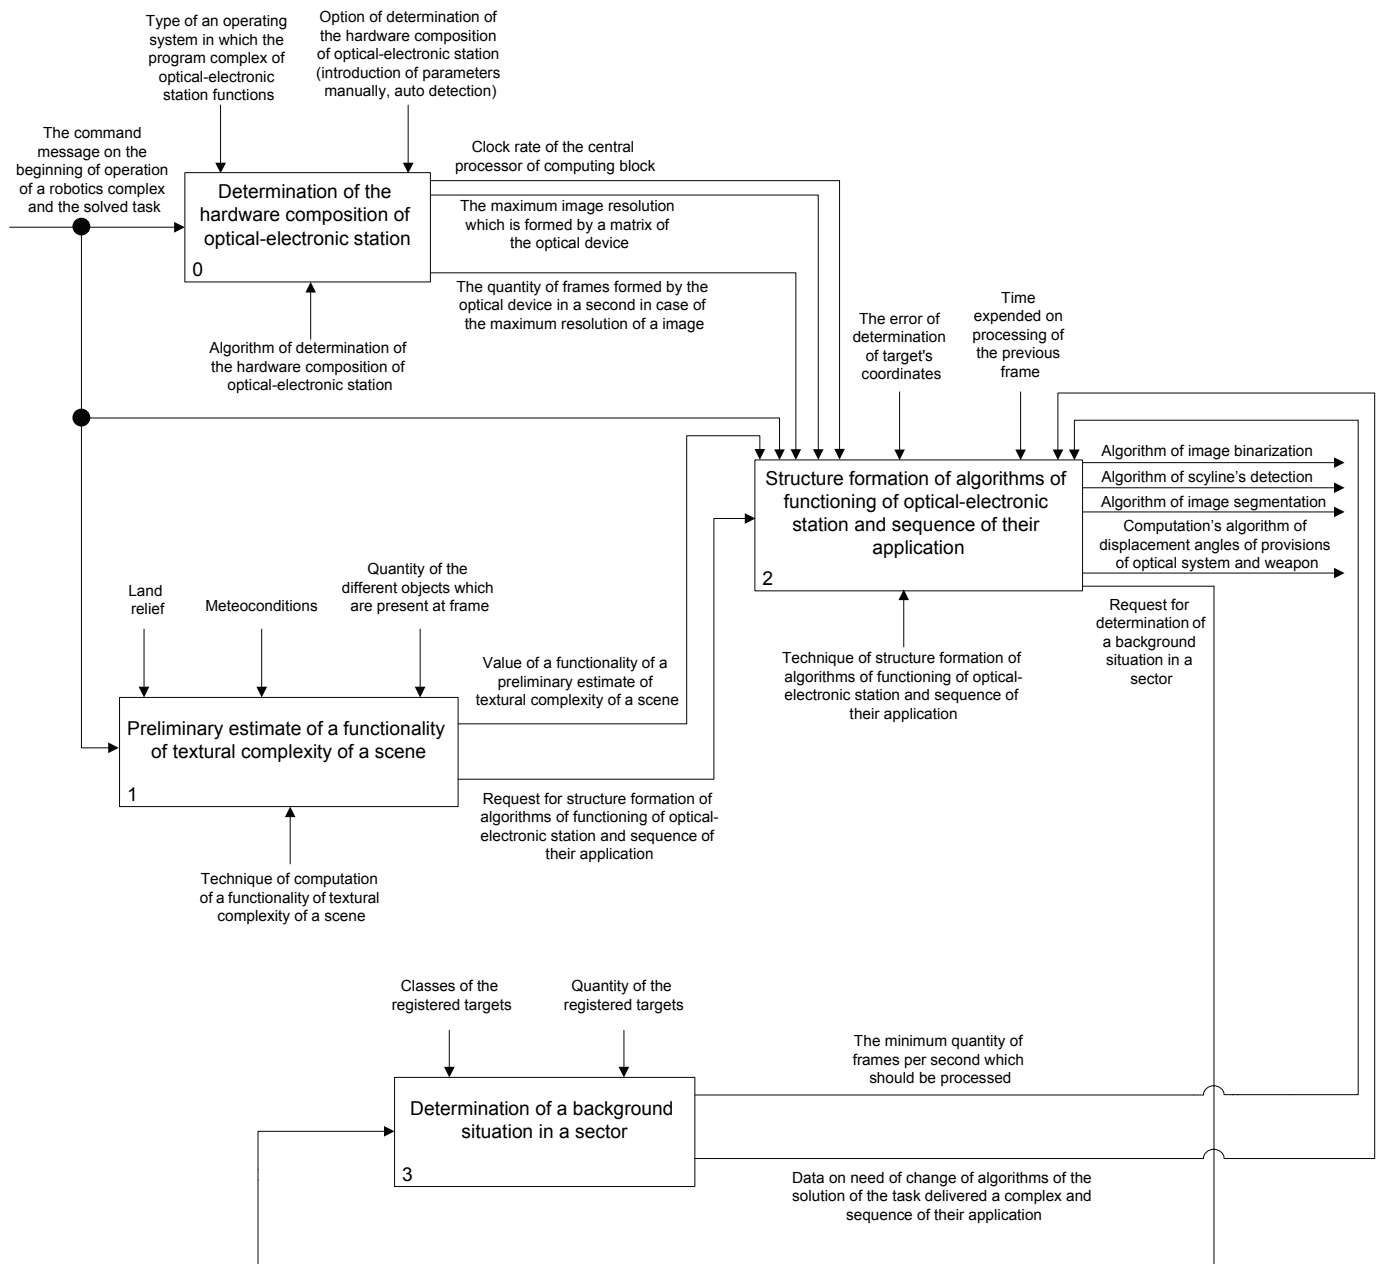 Type of an operating
system in which the
program complex of
optical-electronic
station functions
Option of determination of
the hardware composition
of optical-electronic station
(introduction of parameters
manually, auto detection)
The command
message on the
beginning of operation
of a robotics complex
and the solved task
Clock rate of the central
processor of computing block
Determination of the
hardware composition of
optical-electronic station
0
The maximum image resolution
which is formed by a matrix of
the optical device
The quantity of frames formed by the
optical device in a second in case of
the maximum resolution of a image
Algorithm of determination of
the hardware composition of
optical-electronic station
The error of
determination
of target's
coordinates
Time
expended on
processing of
the previous
frame
Structure formation of algorithms of
functioning of optical-electronic
station and sequence of their
application
2
Algorithm of image binarization
Algorithm of scyline’s detection
Algorithm of image segmentation
Computation’s algorithm of
displacement angles of provisions
of optical system and weapon
Request for
determination of
a background
situation in a
sector
Technique of structure formation of
algorithms of functioning of optical-
electronic station and sequence of
their application
Land
relief
Meteoconditions
Quantity of the
different objects which
are present at frame
Value of a functionality of a
preliminary estimate of
textural complexity of a scene
Preliminary estimate of a functionality
of textural complexity of a scene
1
Request for structure formation of
algorithms of functioning of optical-
electronic station and sequence of
their application
Technique of computation
of a functionality of textural
complexity of a scene
Classes of the
registered targets
Quantity of the
registered targets
The minimum quantity of
frames per second which
should be processed
Determination of a background
situation in a sector
3
Data on need of change of algorithms of the
solution of the task delivered a complex and
sequence of their application